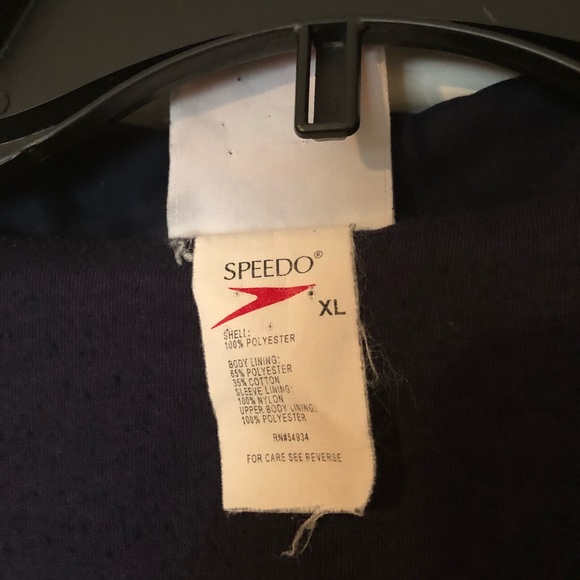 SPEEDO®
XL
SHELL:
100% POLYESTER
BODY LINING:
65% POLYESTER
35% COTTON
SLEEVE LINING:
100% NYLON
UPPER BODY LINING:
100% POLYESTER
RN#54934
FOR CARE SEE REVERSE